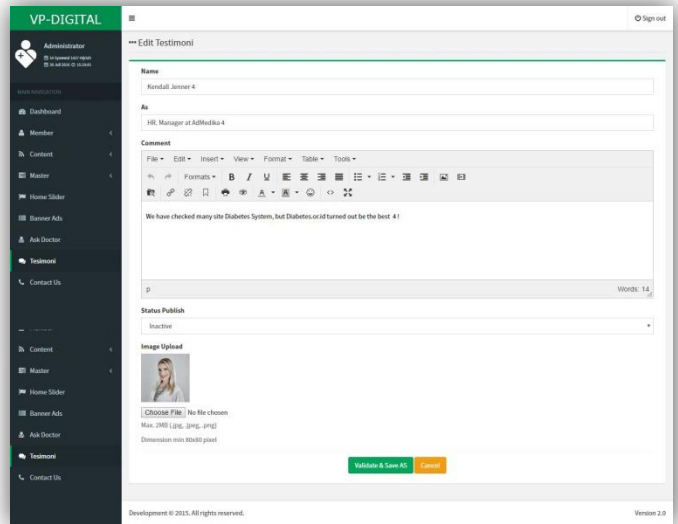 VP-DIGITAL
Sign out
Administrator
Edit Testimoni
MAIN NAVIGATION
Dashboard
Member
Content
Master
Home Slider
Banner Ads
Ask Doctor
Tesimoni
Contact Us
Content
Master
Home Slider
Banner Ads
Ask Doctor
Tesimoni
Contact Us
Name
Kendall Jenner 4
As
HR. Manager at AdMedika 4
Comment
File Edit Insert View Format Table Tools
Formats B I U
A A
We have checked many site Diabetes System, but Diabetes.or.id turned out be the best 4 !
p Words: 14
Status Publish
Inactive
Image Upload
Choose File No file chosen
Max. 2MB (.jpg, .jpeg, .png)
Dimension min 80x80 pixel
Validate & Save AS Cancel
Development © 2015. All rights reserved. Version 2.0